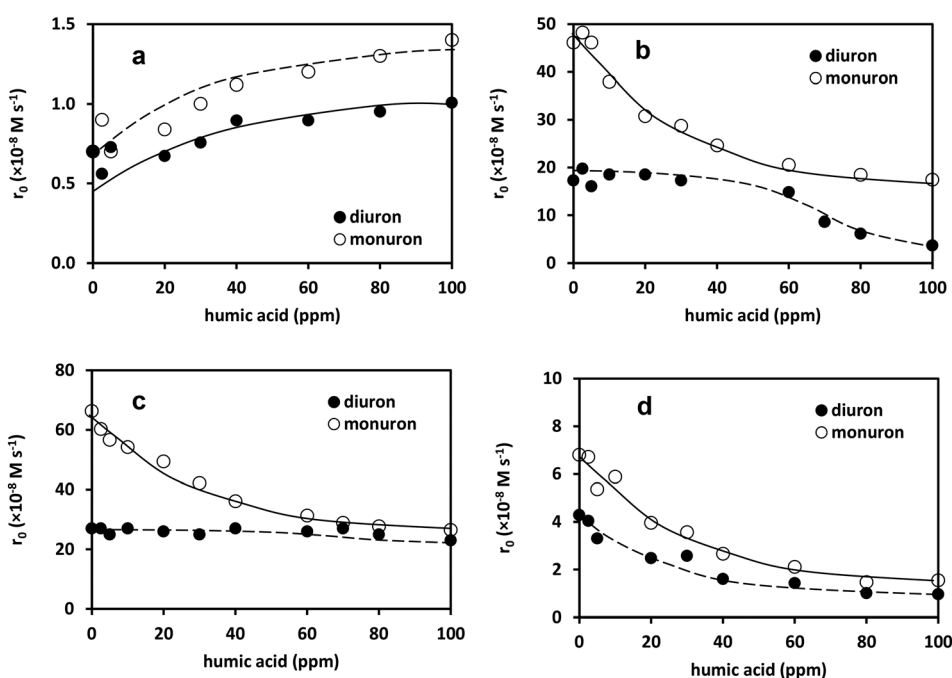 a
r₀ (×10⁻⁸ M s⁻¹)
1.5
1.0
0.5
0.0
diuron
monuron
0 20 40 60 80 100
humic acid (ppm)
b
r₀ (×10⁻⁸ M s⁻¹)
50
40
30
20
10
0
diuron
monuron
0 20 40 60 80 100
humic acid (ppm)
c
r₀ (×10⁻⁸ M s⁻¹)
80
60
40
20
0
diuron
monuron
0 20 40 60 80 100
humic acid (ppm)
d
r₀ (×10⁻⁸ M s⁻¹)
10
8
6
4
2
0
diuron
monuron
0 20 40 60 80 100
humic acid (ppm)